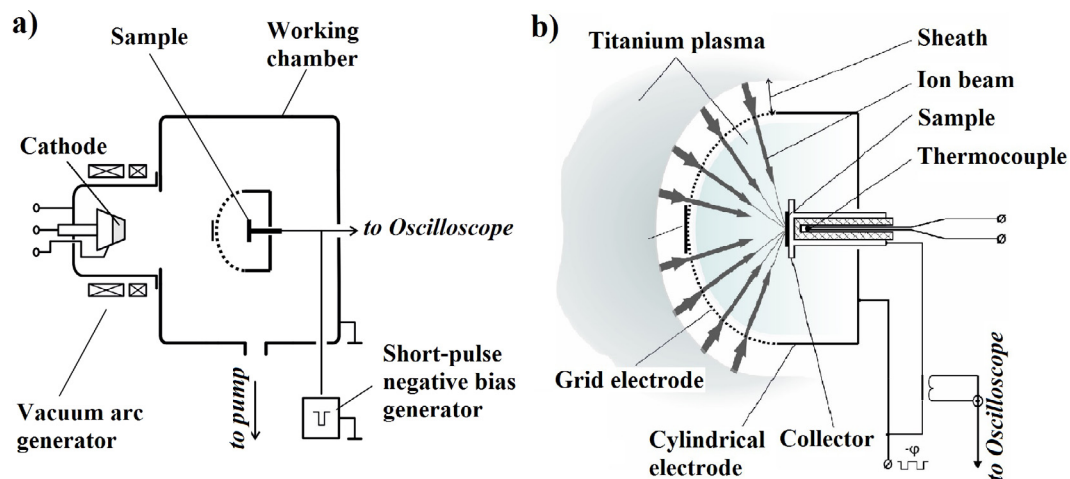 a)
Sample
Working
chamber
Cathode
to Oscilloscope
Vacuum arc
generator
to pump
Short-pulse
negative bias
generator
b)
Titanium plasma
Sheath
Ion beam
Sample
Thermocouple
Grid electrode
Cylindrical
electrode
Collector
-φ
to Oscilloscope